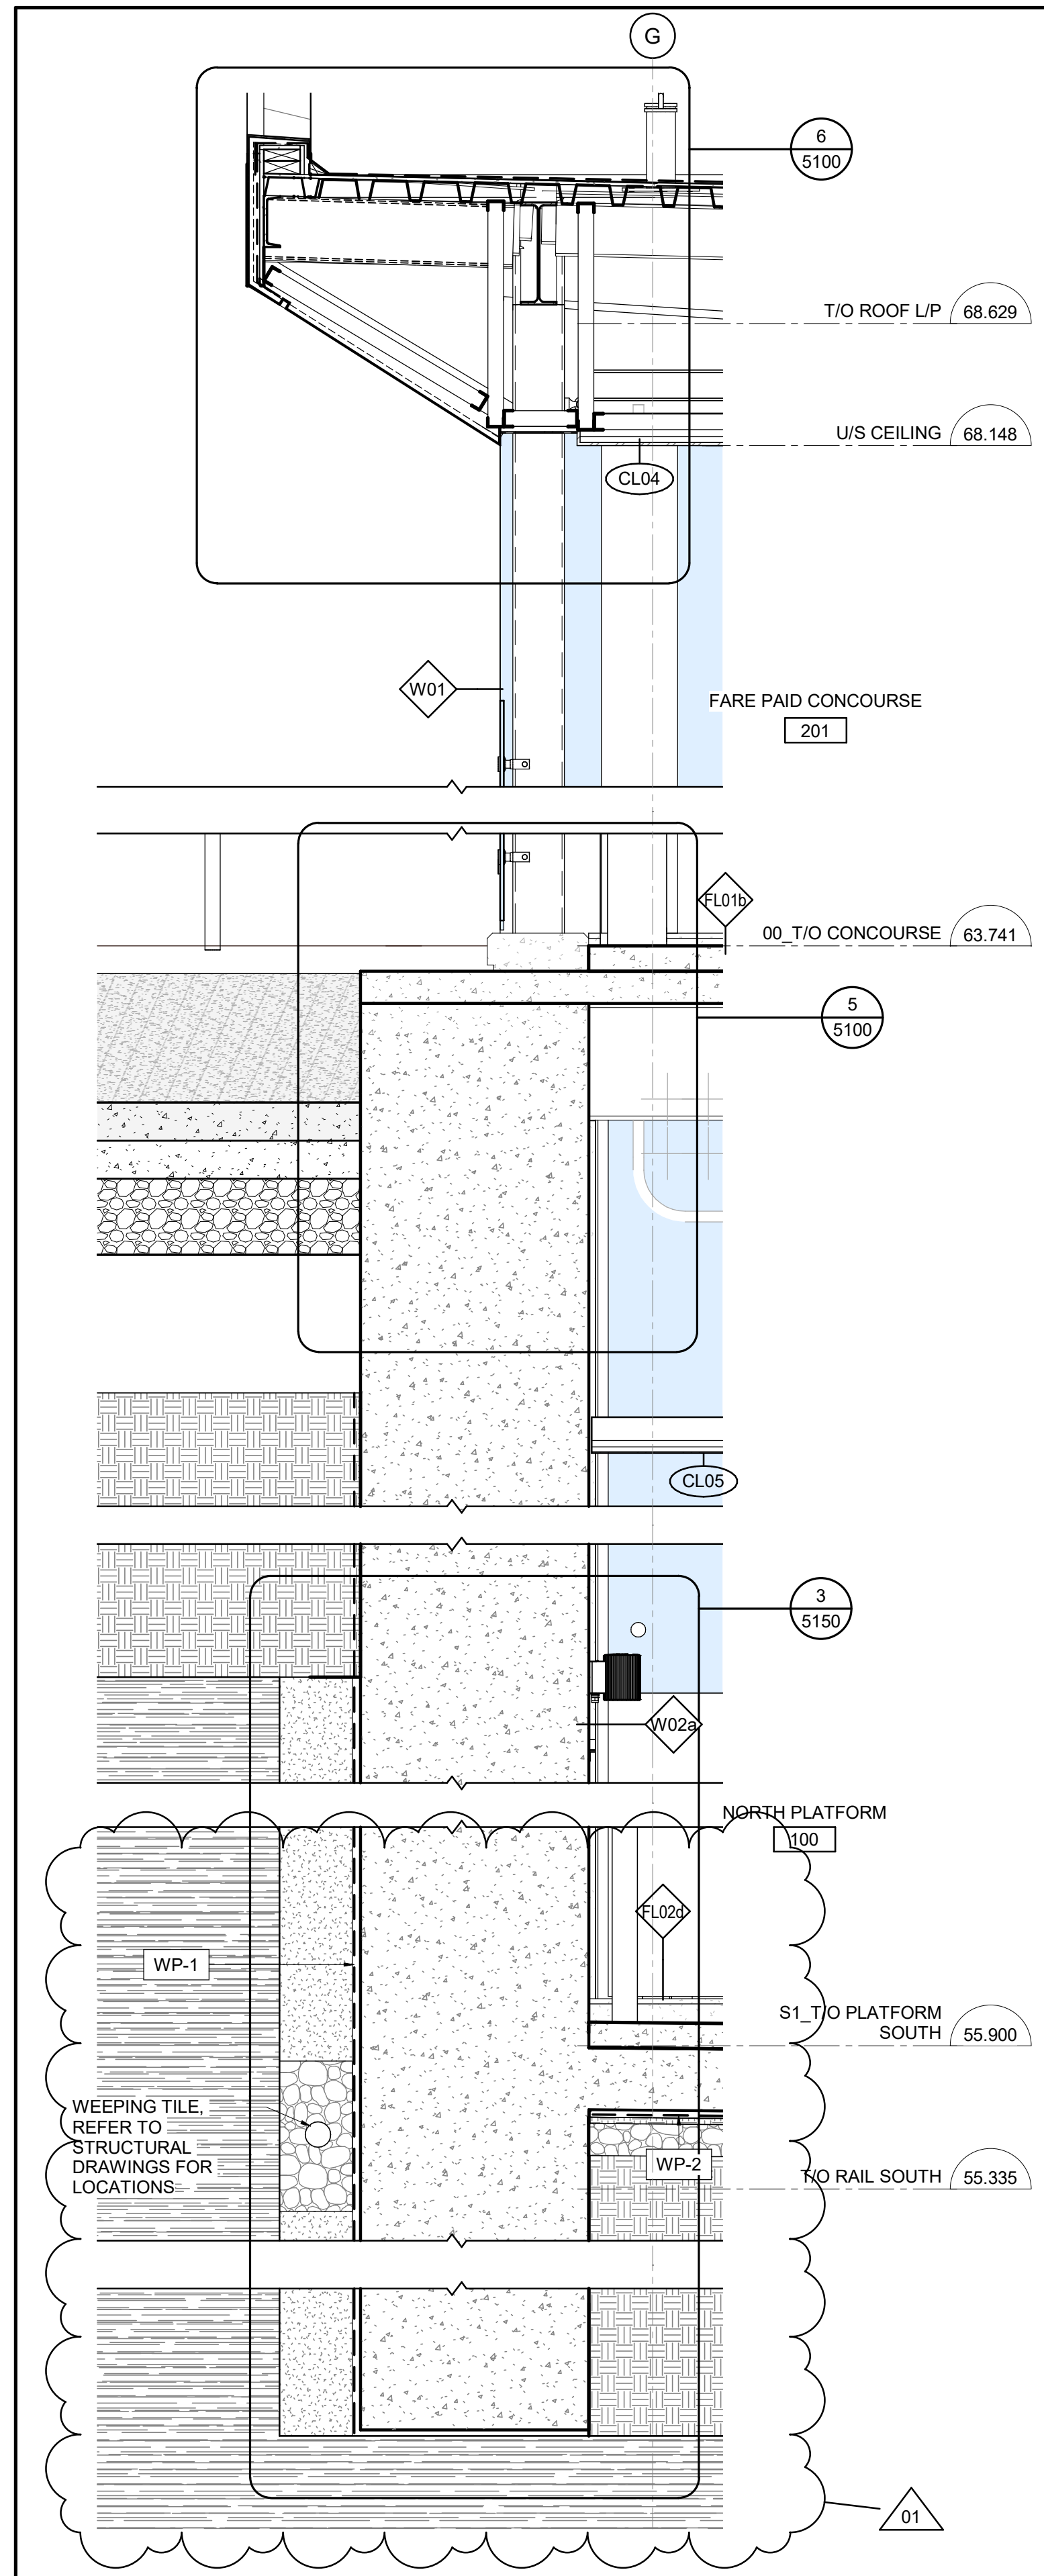 G
6
5100
T/O ROOF L/P 68.629
U/S CEILING 68.148
CL04
W01
FARE PAID CONCOURSE
201
FL01b
00_T/O CONCOURSE 63.741
5
5100
CL05
3
5150
W02a
NORTH PLATFORM
100
FL02d
WP-1
S1_T/O PLATFORM
SOUTH 55.900
WEEPING TILE,
REFER TO
STRUCTURAL
DRAWINGS FOR
LOCATIONS
WP-2
T/O RAIL SOUTH 55.335
01